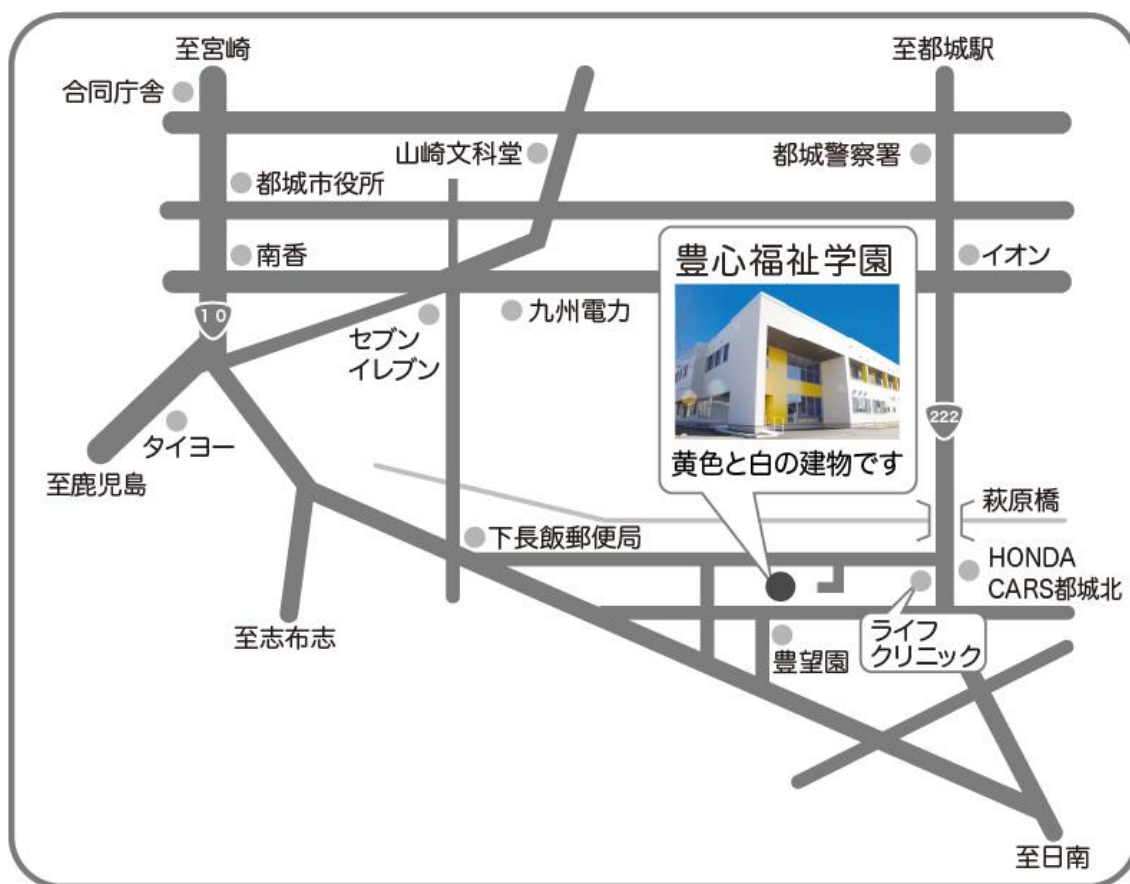 至宮崎
至都城駅
合同庁舎
山崎文科堂
都城警察署
都城市役所
南香
豊心福祉学園
イオン
10
セブン
イレブン
九州電力
222
タイヨー
黄色と白の建物です
至鹿児島
萩原橋
下長飯郵便局
HONDA
CARS都城北
至志布志
豊望園
ライフ
クリニック
至日南